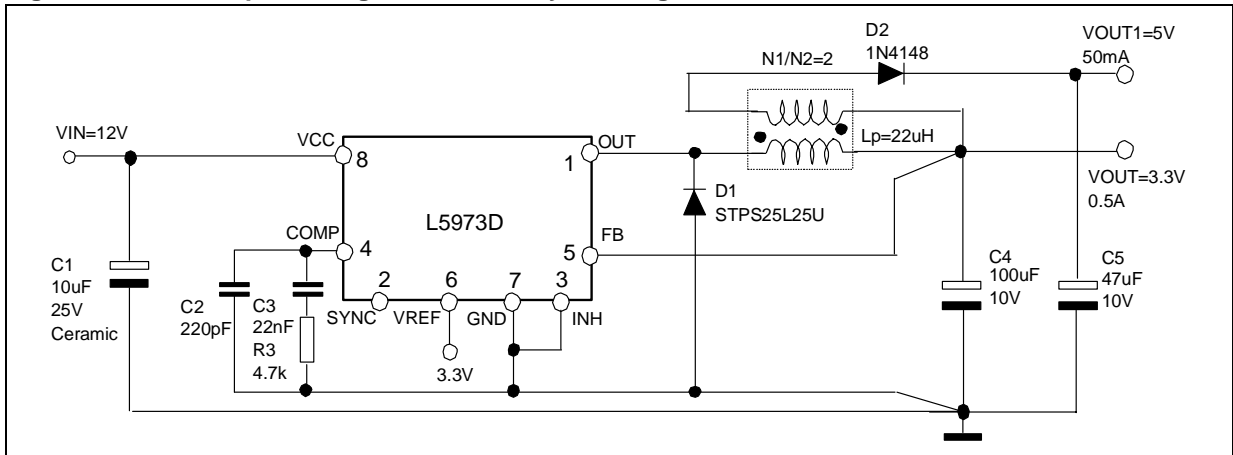 D2
1N4148
N1/N2=2
VOUT1=5V
50mA
VIN=12V
VCC
8
OUT
1
Lp=22uH
VOUT=3.3V
0.5A
D1
STPS25L25U
L5973D
COMP
4
FB
5
2
6
7
3
SYNC
VREF
GND
INH
3.3V
C1
10uF
25V
Ceramic
C2
220pF
C3
22nF
R3
4.7k
C4
100uF
10V
C5
47uF
10V